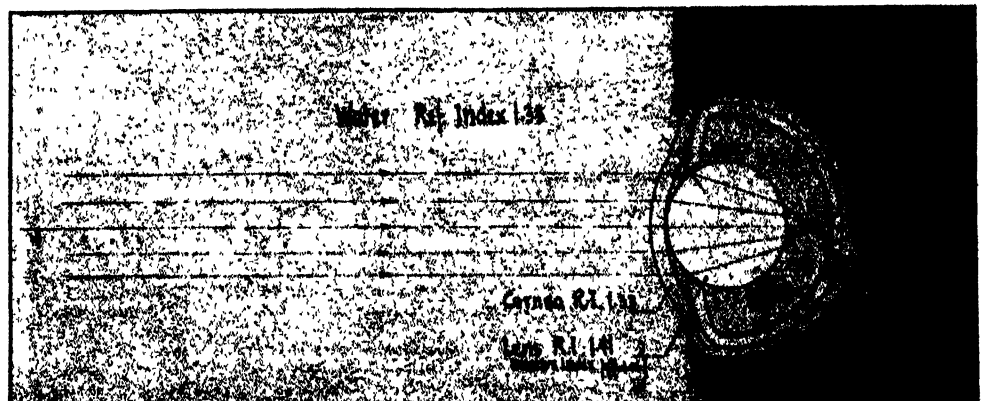 Water Ref. Index 1.33
Cornea R.I. 1.33
Lens R.I. 1.41